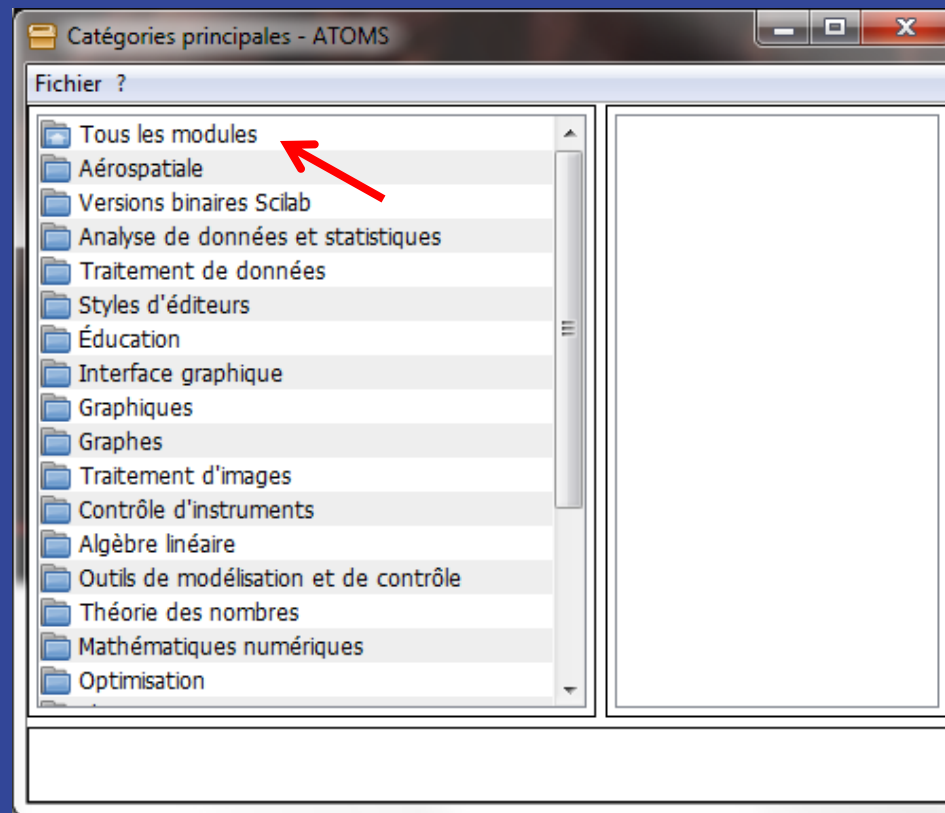 Catégories principales - ATOMS
Fichier ?
Tous les modules
Aérospatiale
Versions binaires Scilab
Analyse de données et statistiques
Traitement de données
Styles d'éditeurs
Éducation
Interface graphique
Graphiques
Graphes
Traitement d'images
Contrôle d'instruments
Algèbre linéaire
Outils de modélisation et de contrôle
Théorie des nombres
Mathématiques numériques
Optimisation